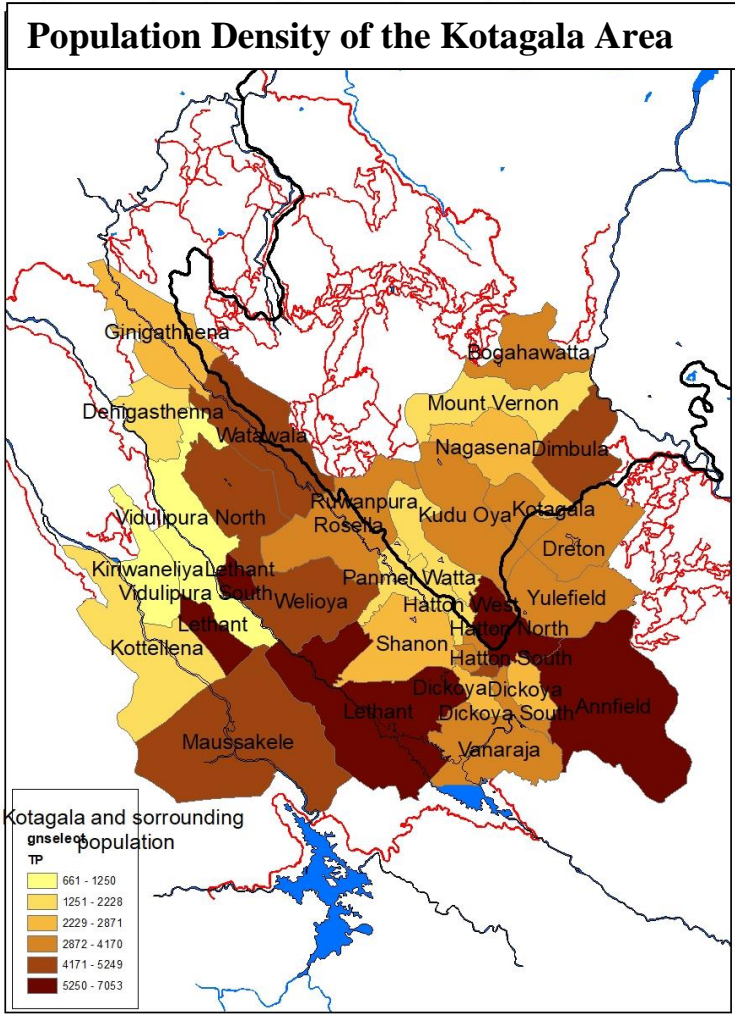 Population Density of the Kotagala Area
Ginigathhena
Bogahawatta
Dehigasthenna
Mount Vernon
Watawala
Nagasena
Dimbula
Ruwanpura
Vidulipura North
Rosella
Kudu Oya
Kotagala
Dreton
Kiriwaneliya
Lethant
Panmer Watta
Vidulipura South
Welioya
Hatton West
Yulefield
Lethant
Hatton North
Kottellena
Shanon
Hatton South
Dickoya
Dickoya
Annfield
Lethant
Dickoya South
Maussakele
Vanaraja
Kotagala and sorrounding
population
gnselect
TP
661 - 1250
1251 - 2228
2229 - 2871
2872 - 4170
4171 - 5249
5250 - 7053